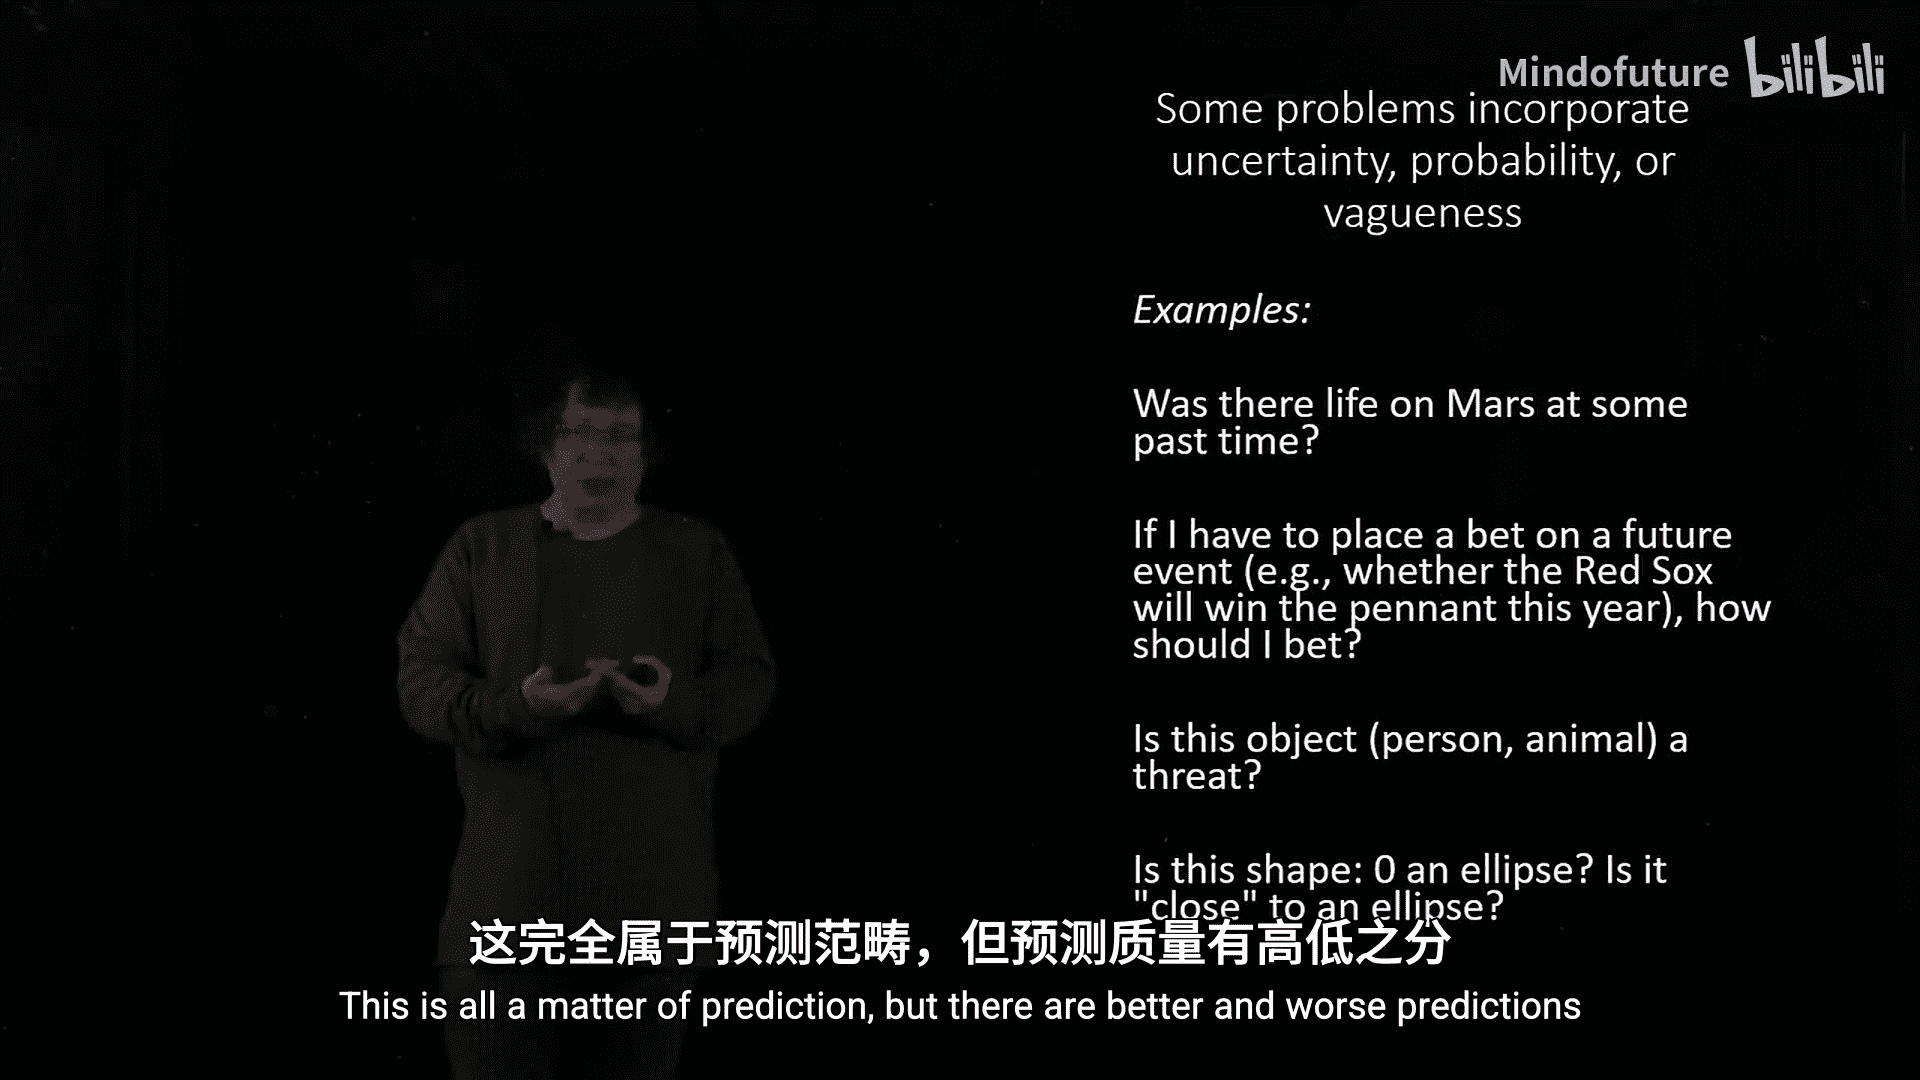 Mindofuture bilibili
Some problems incorporate
uncertainty, probability, or
vagueness
Examples:
Was there life on Mars at some
past time?
If I have to place a bet on a future
event (e.g., whether the Red Sox
will win the pennant this year), how
should I bet?
Is this object (person, animal) a
threat?
Is this shape: 0 an ellipse? Is it
"close" to an ellipse?
这完全属于预测范畴，但预测质量有高低之分
This is all a matter of prediction, but there are better and worse predictions